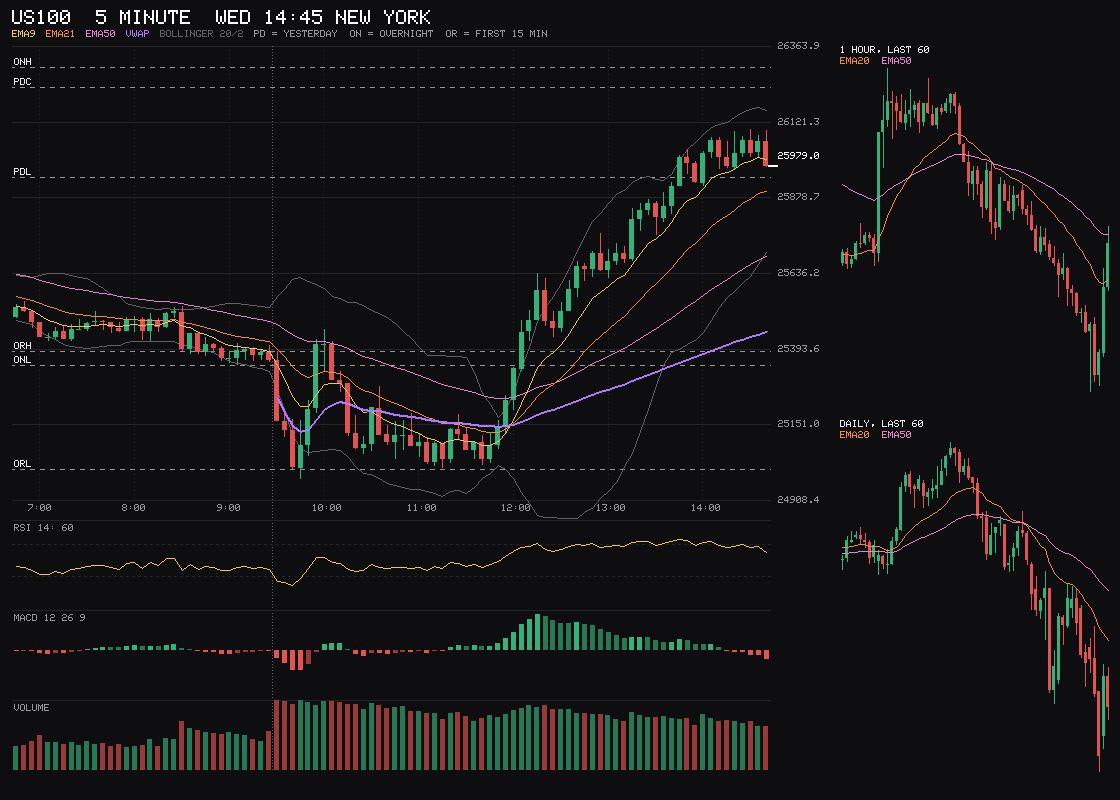 US100  5 MINUTE  WED 14:45 NEW YORK
EMA9 EMA21 EMA50 VWAP BOLLINGER 20/2 PD = YESTERDAY ON = OVERNIGHT OR = FIRST 15 MIN
26363.9
ONH
PDC
26121.3
25979.0
PDL
25878.7
25636.2
ORH
25393.6
ONL
25151.0
ORL
24908.4
7:00 8:00 9:00 10:00 11:00 12:00 13:00 14:00
RSI 14: 60
MACD 12 26 9
VOLUME
1 HOUR, LAST 60
EMA20 EMA50
DAILY, LAST 60
EMA20 EMA50